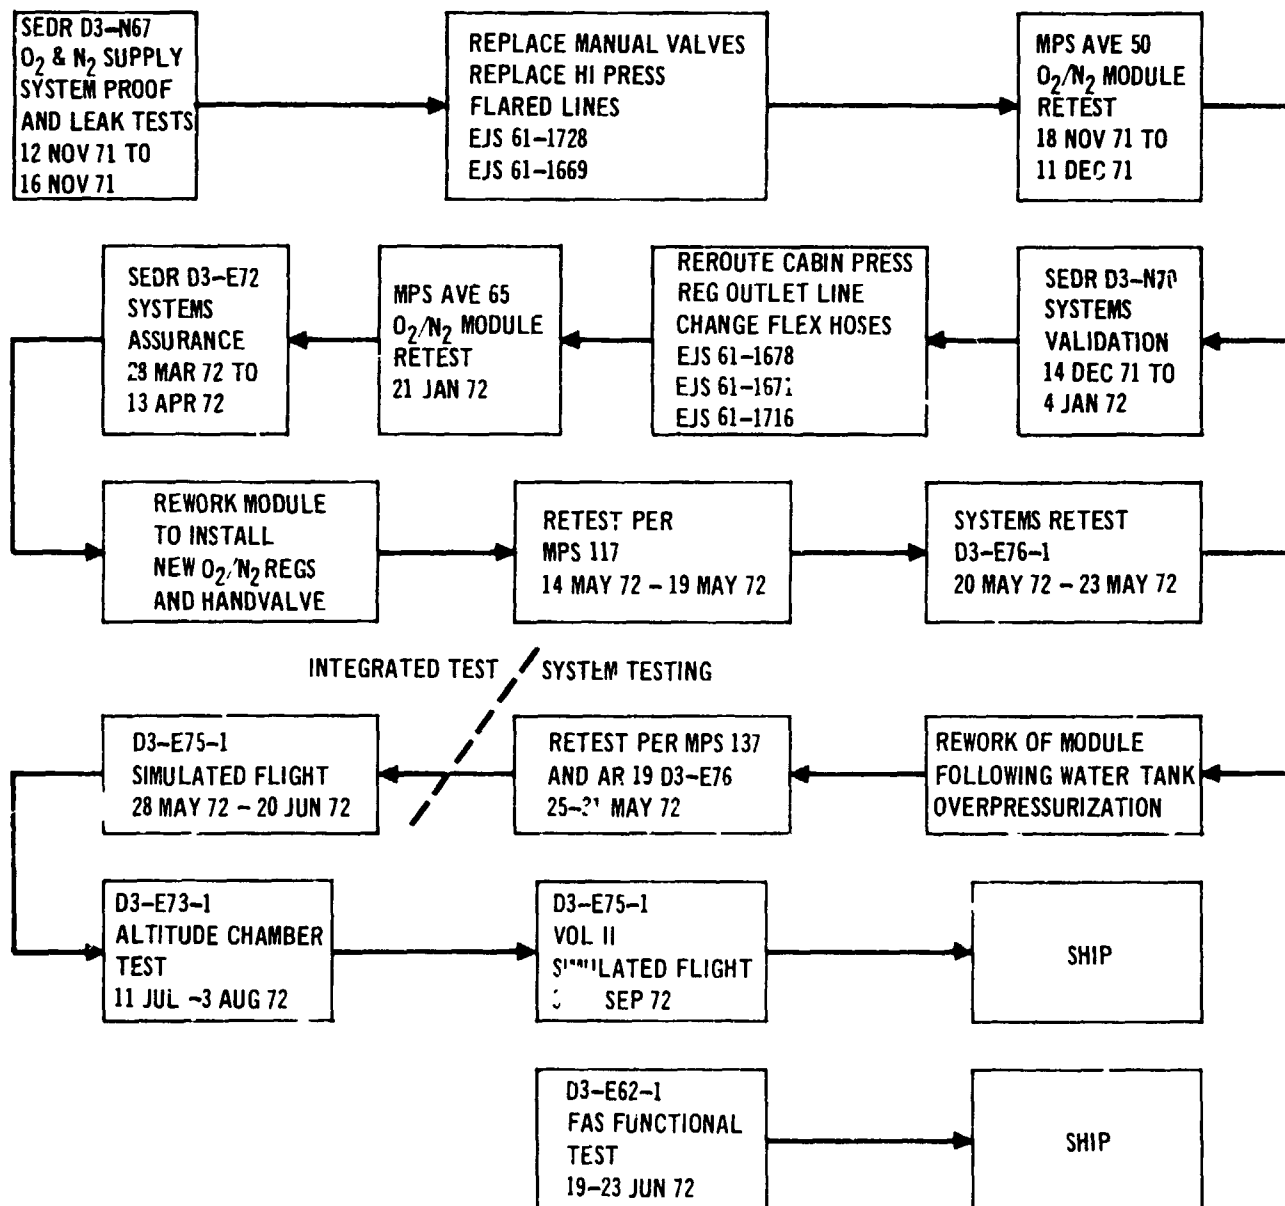 SEDR D3-N67
O2 & N2 SUPPLY
SYSTEM PROOF
AND LEAK TESTS
12 NOV 71 TO
16 NOV 71
REPLACE MANUAL VALVES
REPLACE HI PRESS
FLARED LINES
EJS 61-1728
EJS 61-1669
MPS AVE 50
O2/N2 MODULE
RETEST
18 NOV 71 TO
11 DEC 71
SEDR D3-E72
SYSTEMS
ASSURANCE
28 MAR 72 TO
13 APR 72
MPS AVE 65
O2/N2 MODULE
RETEST
21 JAN 72
REROUTE CABIN PRESS
REG OUTLET LINE
CHANGE FLEX HOSES
EJS 61-1678
EJS 61-1671
EJS 61-1716
SEDR D3-N70
SYSTEMS
VALIDATION
14 DEC 71 TO
4 JAN 72
REWORK MODULE
TO INSTALL
NEW O2/N2 REGS
AND HANDVALVE
RETEST PER
MPS 117
14 MAY 72 - 19 MAY 72
SYSTEMS RETEST
D3-E76-1
20 MAY 72 - 23 MAY 72
INTEGRATED TEST
SYSTEM TESTING
D3-E75-1
SIMULATED FLIGHT
28 MAY 72 - 20 JUN 72
RETEST PER MPS 137
AND AR 19 D3-E76
MAY 72
REWORK OF MODULE
FOLLOWING WATER TANK
OVERPRESSURIZATION
D3-E73-1
ALTITUDE CHAMBER
TEST
11 JUL -3 AUG 72
D3-E75-1
VOL II
SIMULATED FLIGHT
SEP 72
SHIP
D3-E62-1
FAS FUNCTIONAL
TEST
19-23 JUN 72
SHIP